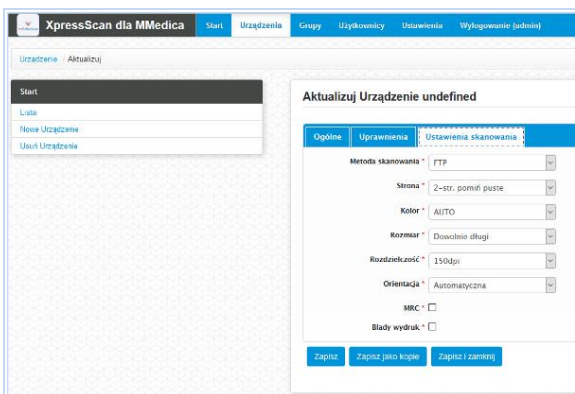 XpressScan dla MMedica
Start Urządzenia Grupy Użytkownicy Ustawienia Wylogowanie (admin)
Urządzenie / Aktualizuj
Start
Lista
Nowe Urządzenie
Usuń Urządzenie
Aktualizuj Urządzenie undefined
Ogólne Uprawnienia Ustawienia skanowania
Metoda skanowania * FTP
Strona * 2-str. pomiń puste
Kolor * AUTO
Rozmiar * Dowolnie długi
Rozdzielczość * 150dpi
Orientacja * Automatyczna
MRC *
Blady wydruk *
Zapisz Zapisz jako kopie Zapisz i zamknij